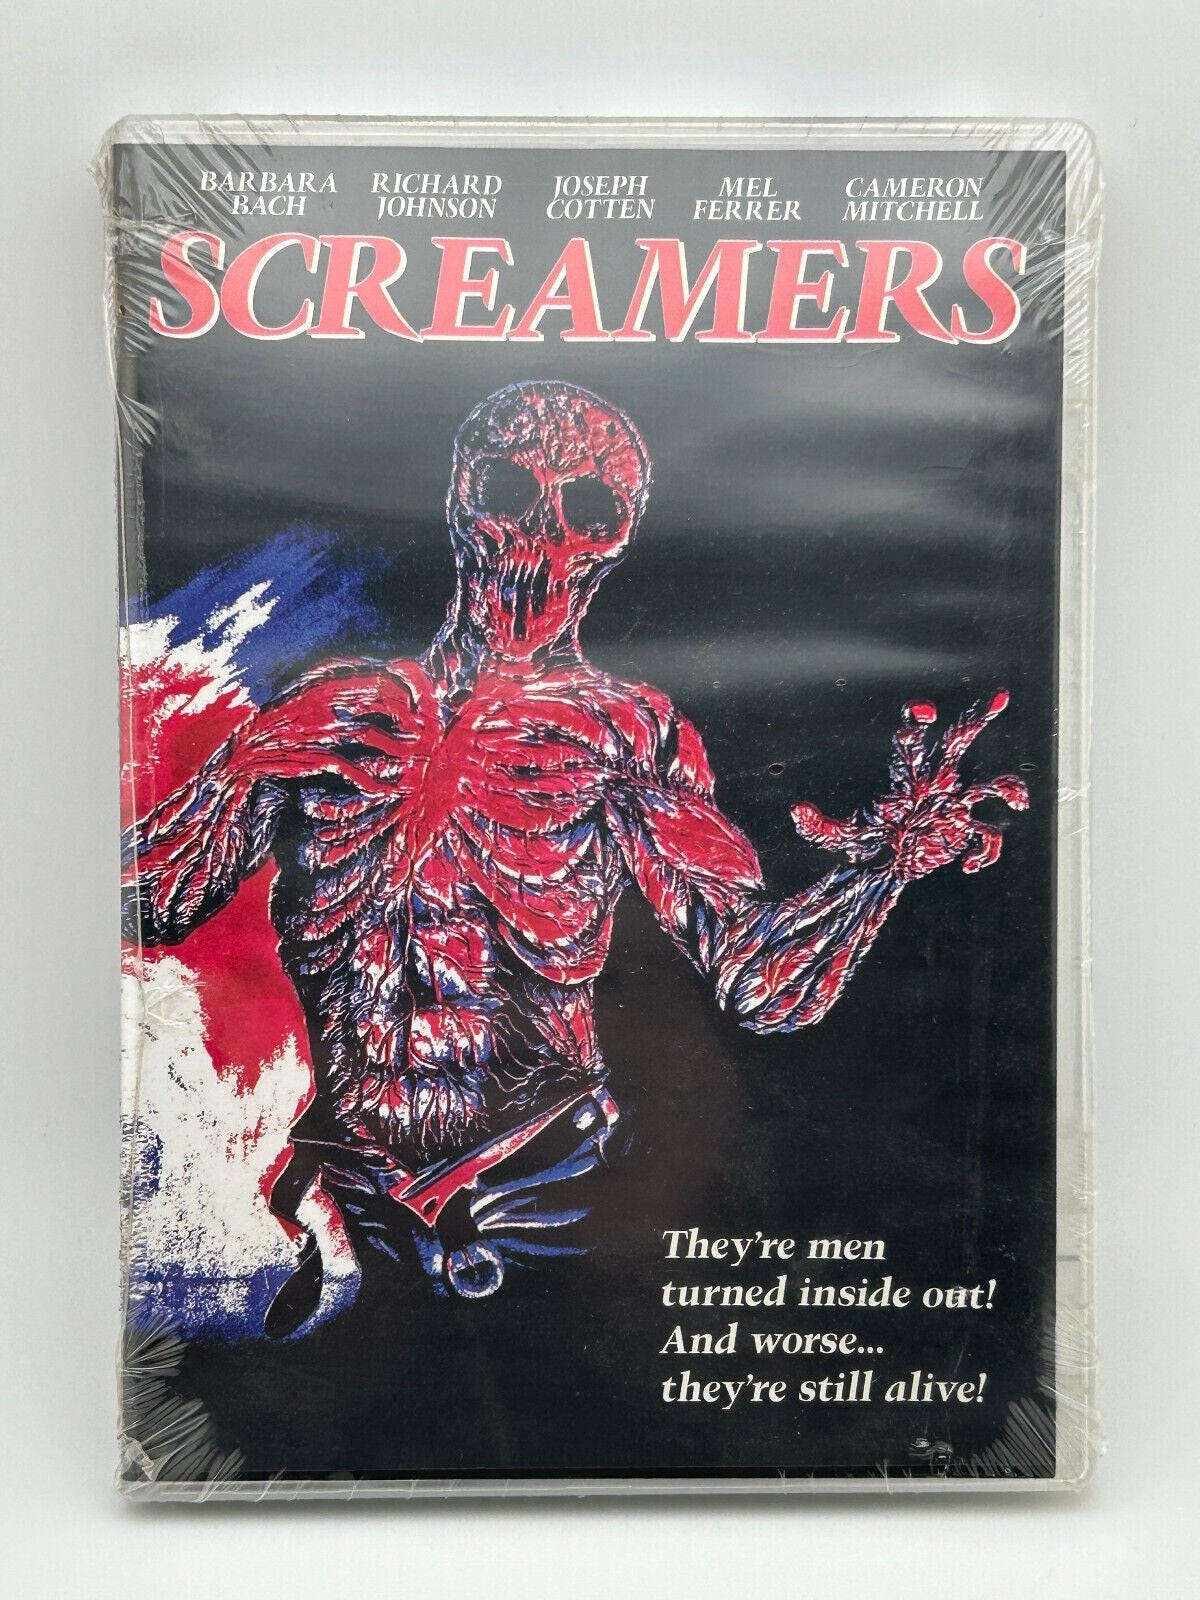 BARBARA BACH
RICHARD JOHNSON
JOSEPH COTTEN
MEL FERRER
CAMERON MITCHELL
SCREAMERS
They're men
turned inside out!
And worse...
they're still alive!